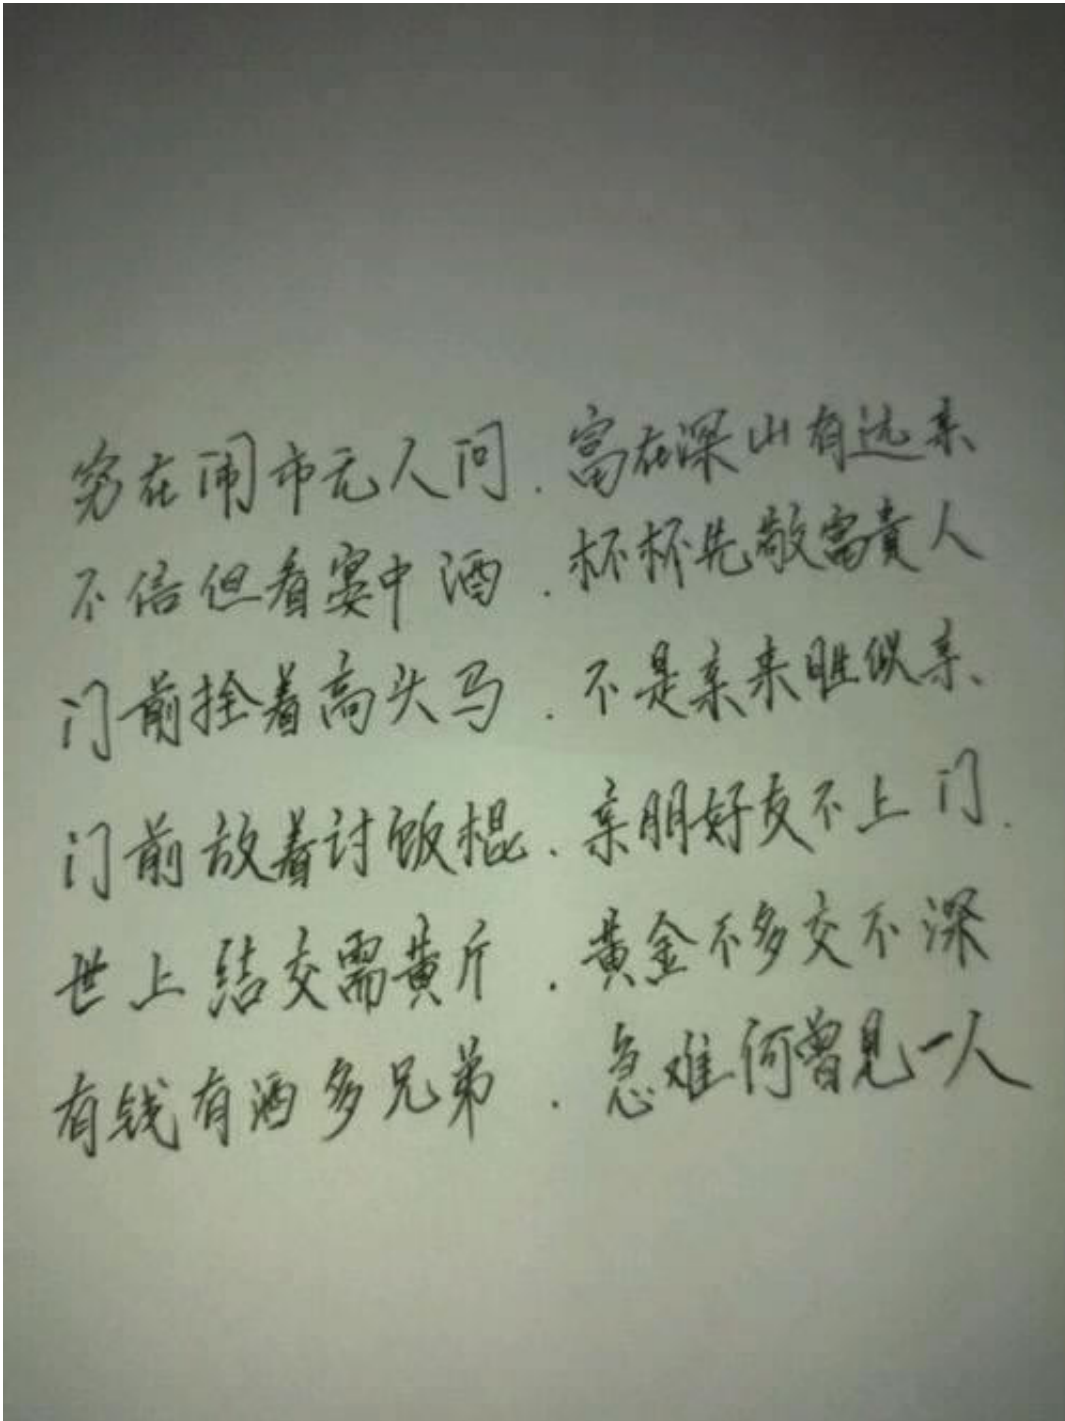 穷在闹市无人问.富在深山有远亲
不信但看宴中酒.杯杯先敬富贵人
门前拴着高头马.不是亲来胜似亲.
门前放着讨饭棍.亲朋好友不上门.
世上结交需黄斤.黄金不多交不深
有钱有酒多兄弟.急难何曾见一人